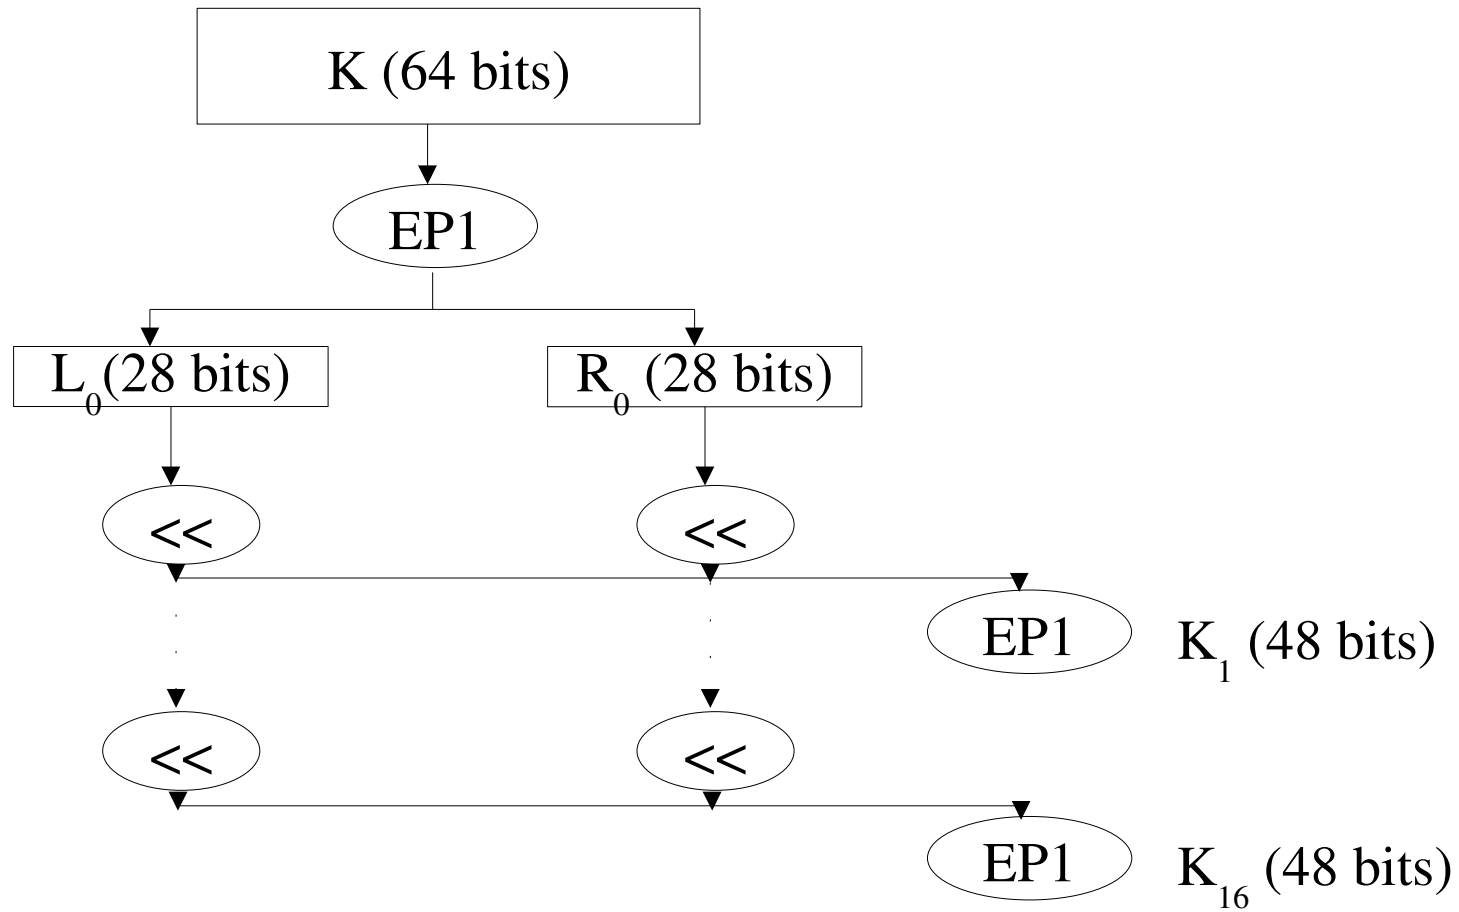 K (64 bits)
EP1
L0(28 bits)
R0 (28 bits)
<<
<<
EP1
K1 (48 bits)
<<
<<
EP1
K16 (48 bits)